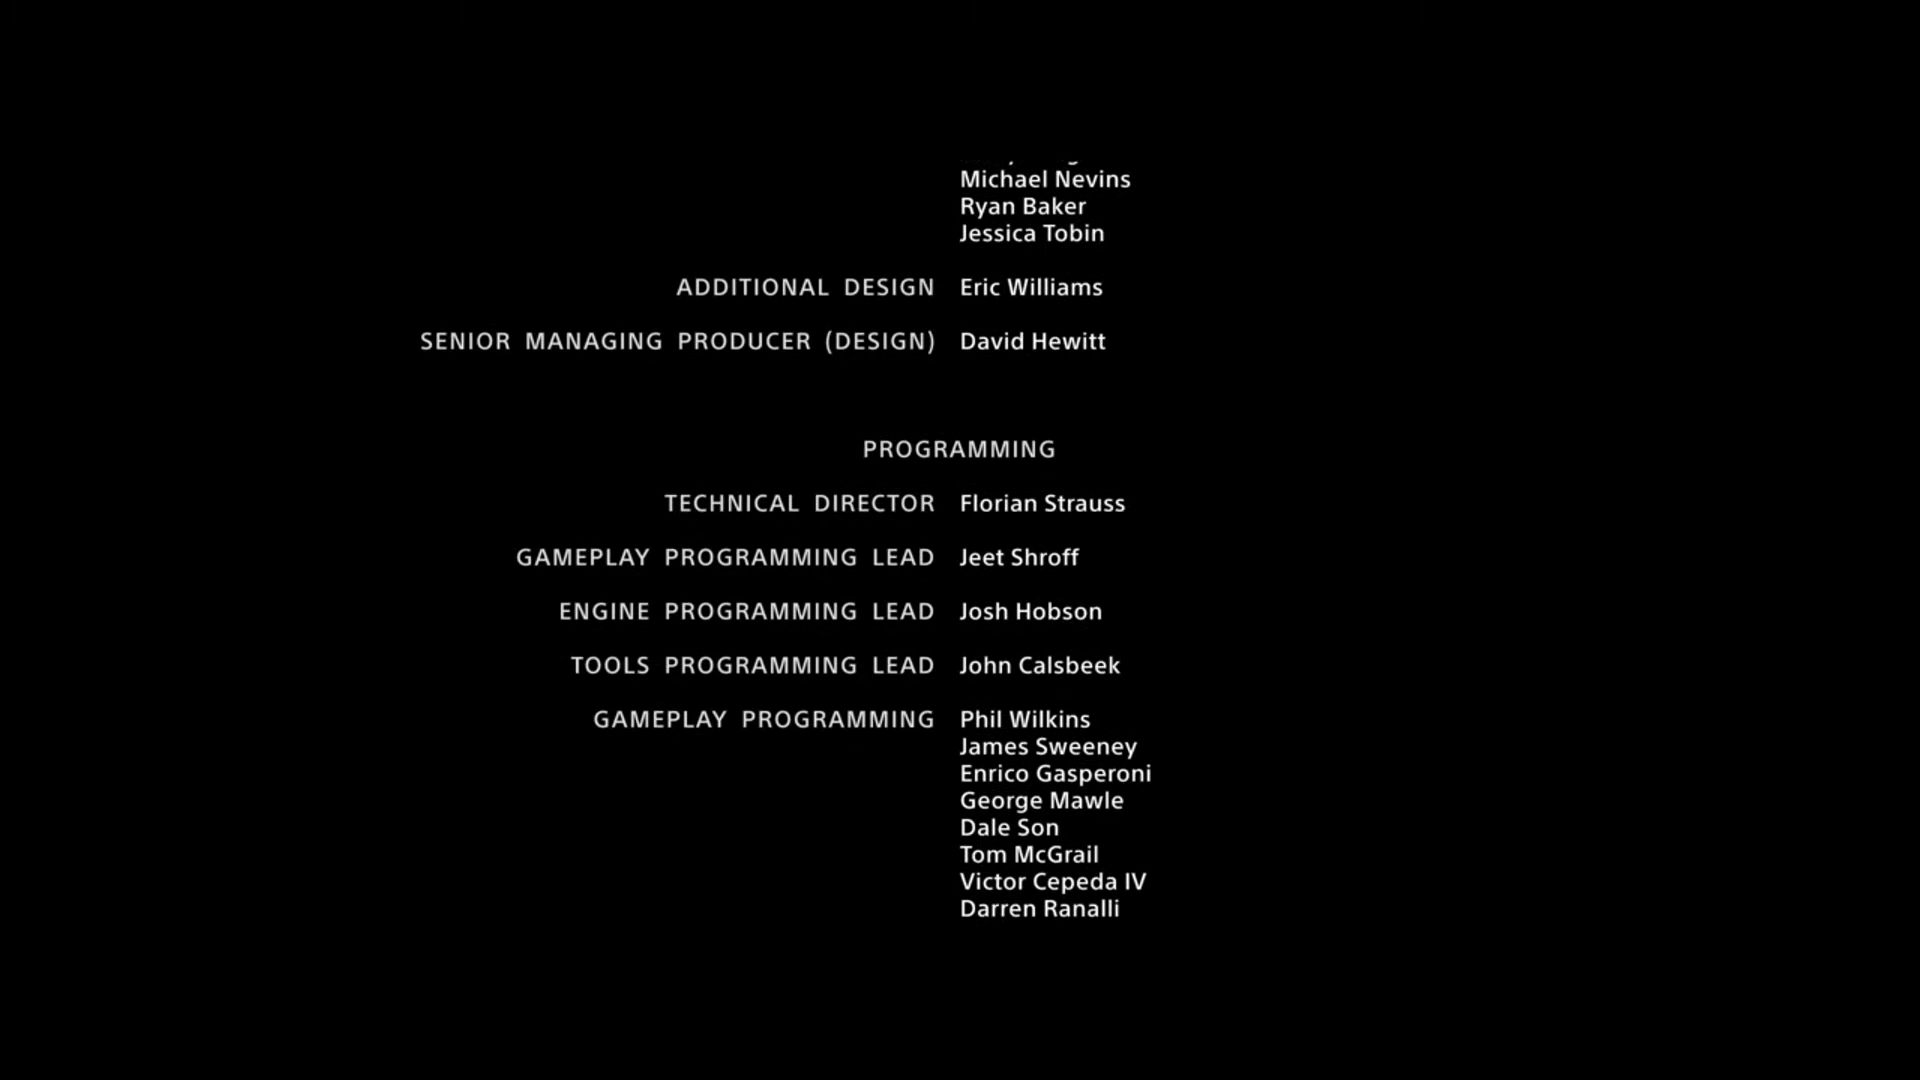 Michael Nevins
Ryan Baker
Jessica Tobin
ADDITIONAL DESIGN Eric Williams
SENIOR MANAGING PRODUCER (DESIGN) David Hewitt
PROGRAMMING
TECHNICAL DIRECTOR Florian Strauss
GAMEPLAY PROGRAMMING LEAD Jeet Shroff
ENGINE PROGRAMMING LEAD Josh Hobson
TOOLS PROGRAMMING LEAD John Calsbeek
GAMEPLAY PROGRAMMING Phil Wilkins
James Sweeney
Enrico Gasperoni
George Mawle
Dale Son
Tom McGrail
Victor Cepeda IV
Darren Ranalli